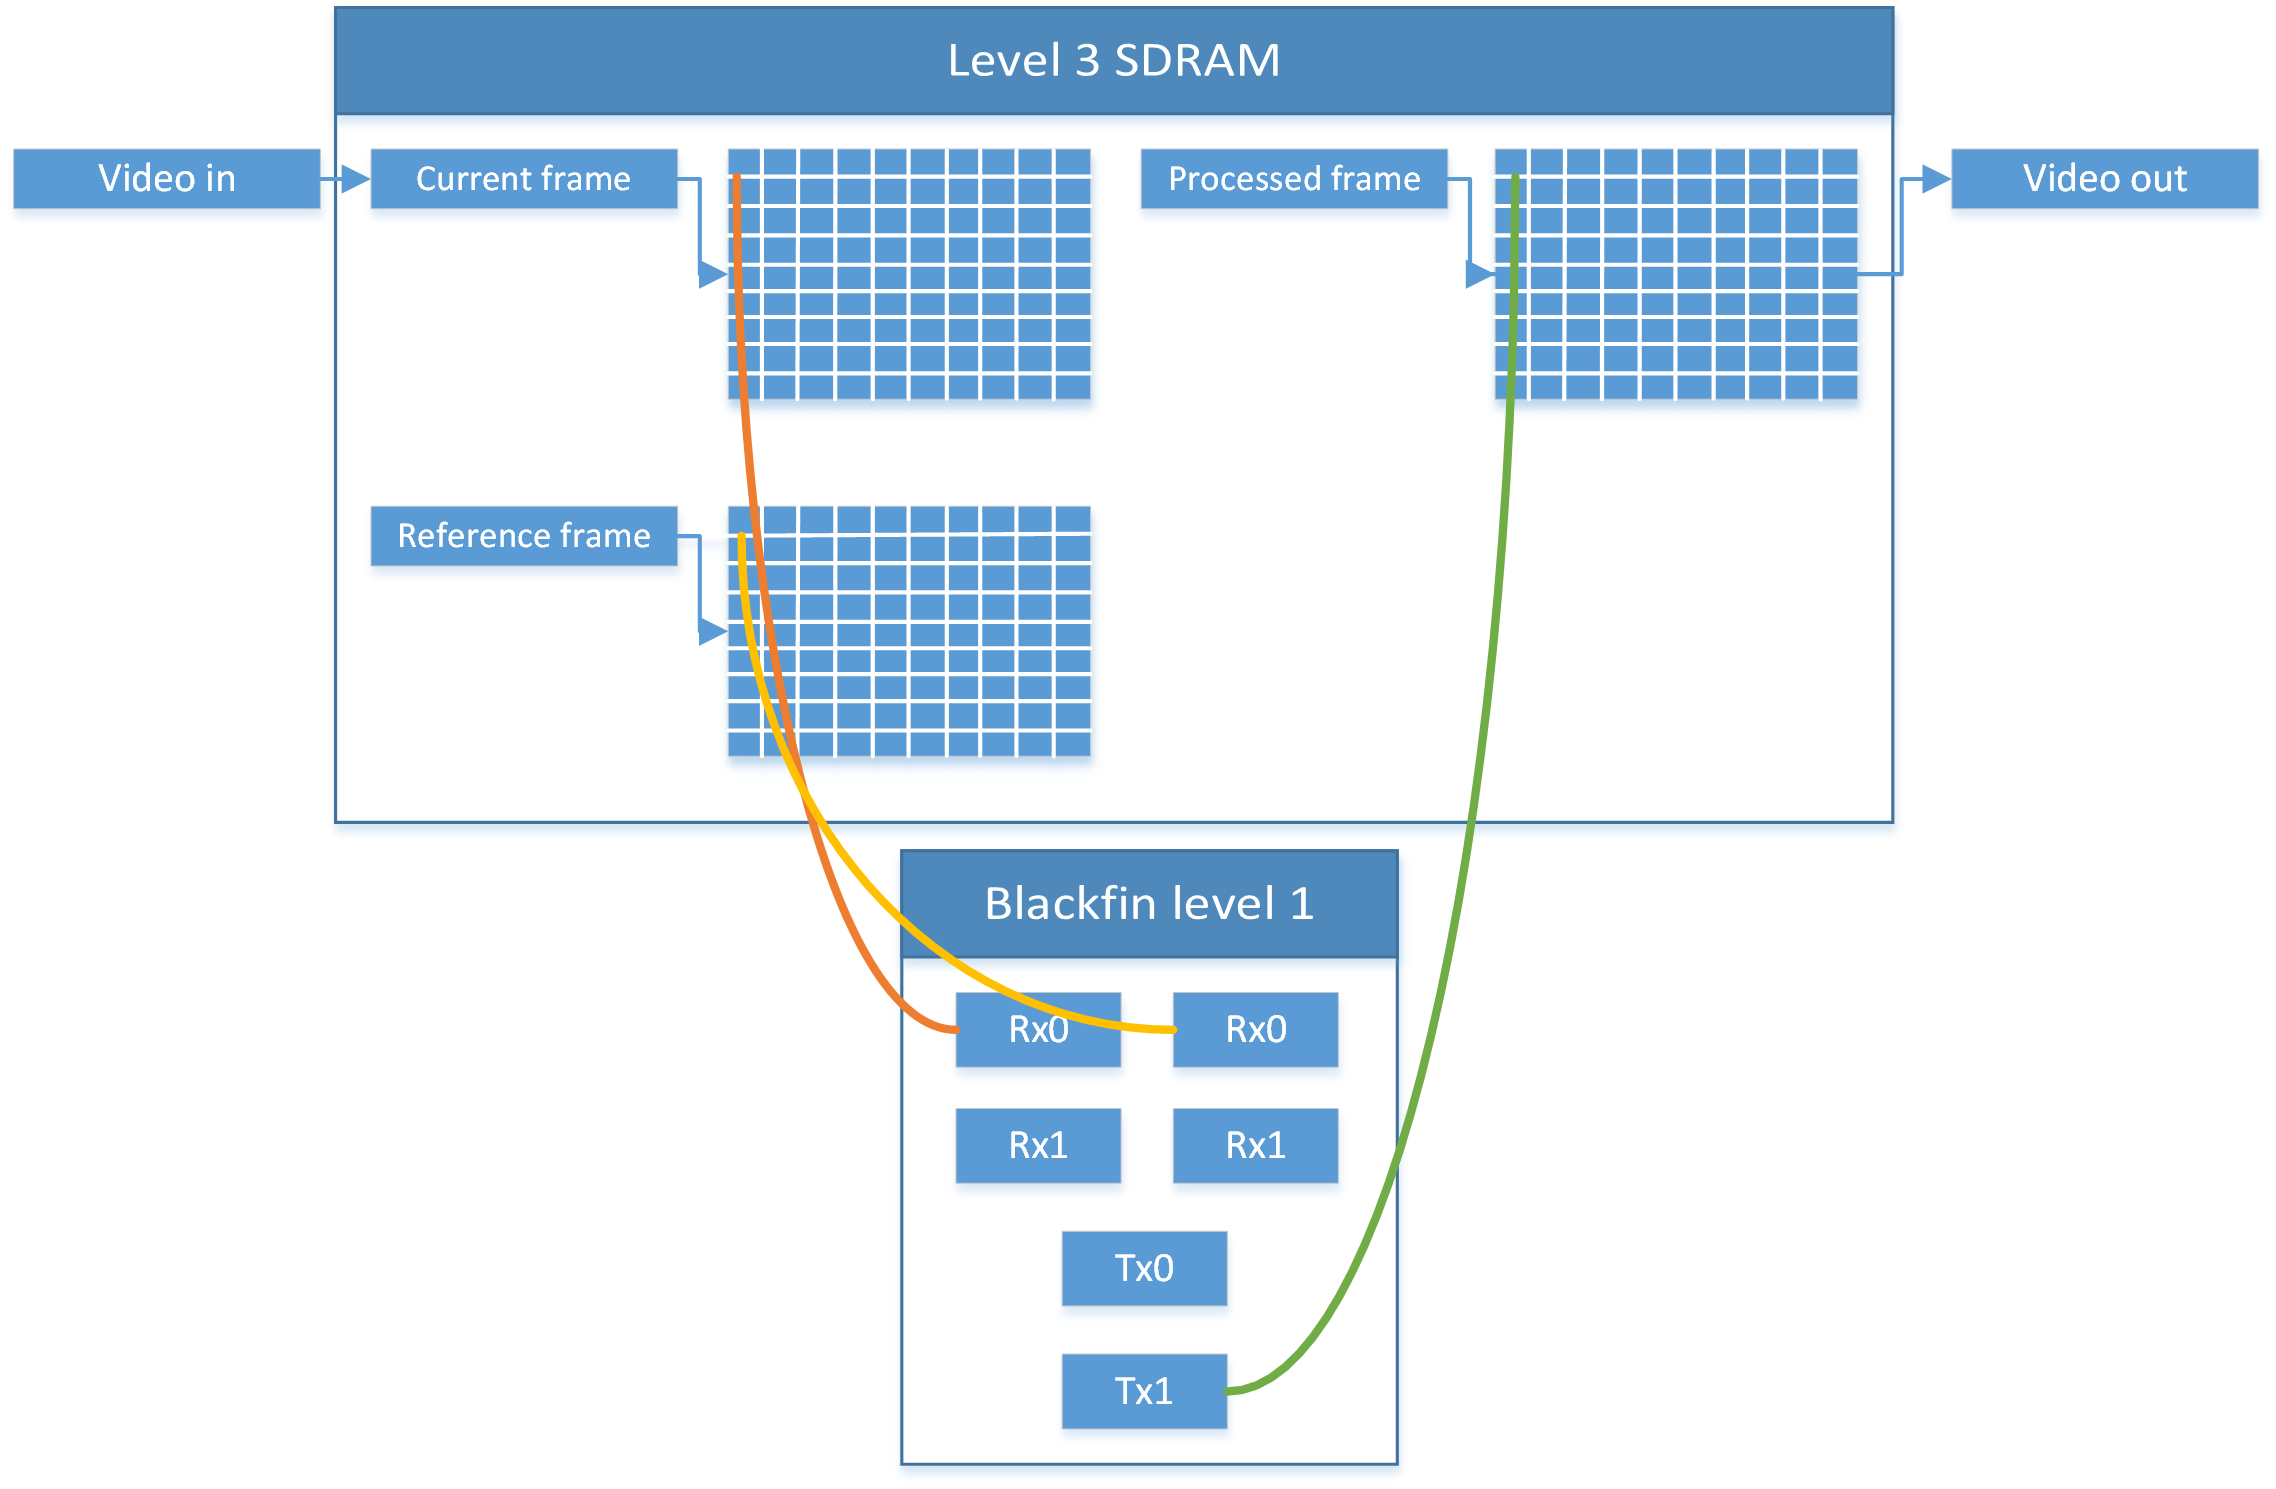 Level 3 SDRAM
Video in
Current frame
Processed frame
Video out
Reference frame
Blackfin level 1
Rx0
Rx0
Rx1
Rx1
Tx0
Tx1